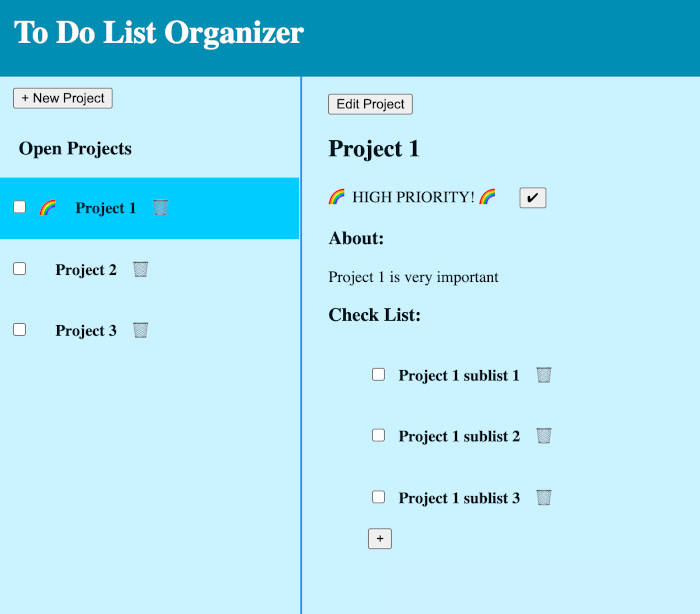 To Do List Organizer
+ New Project
Open Projects
Project 1
Project 2
Project 3
Edit Project
Project 1
HIGH PRIORITY!
✔
About:
Project 1 is very important
Check List:
Project 1 sublist 1
Project 1 sublist 2
Project 1 sublist 3
+